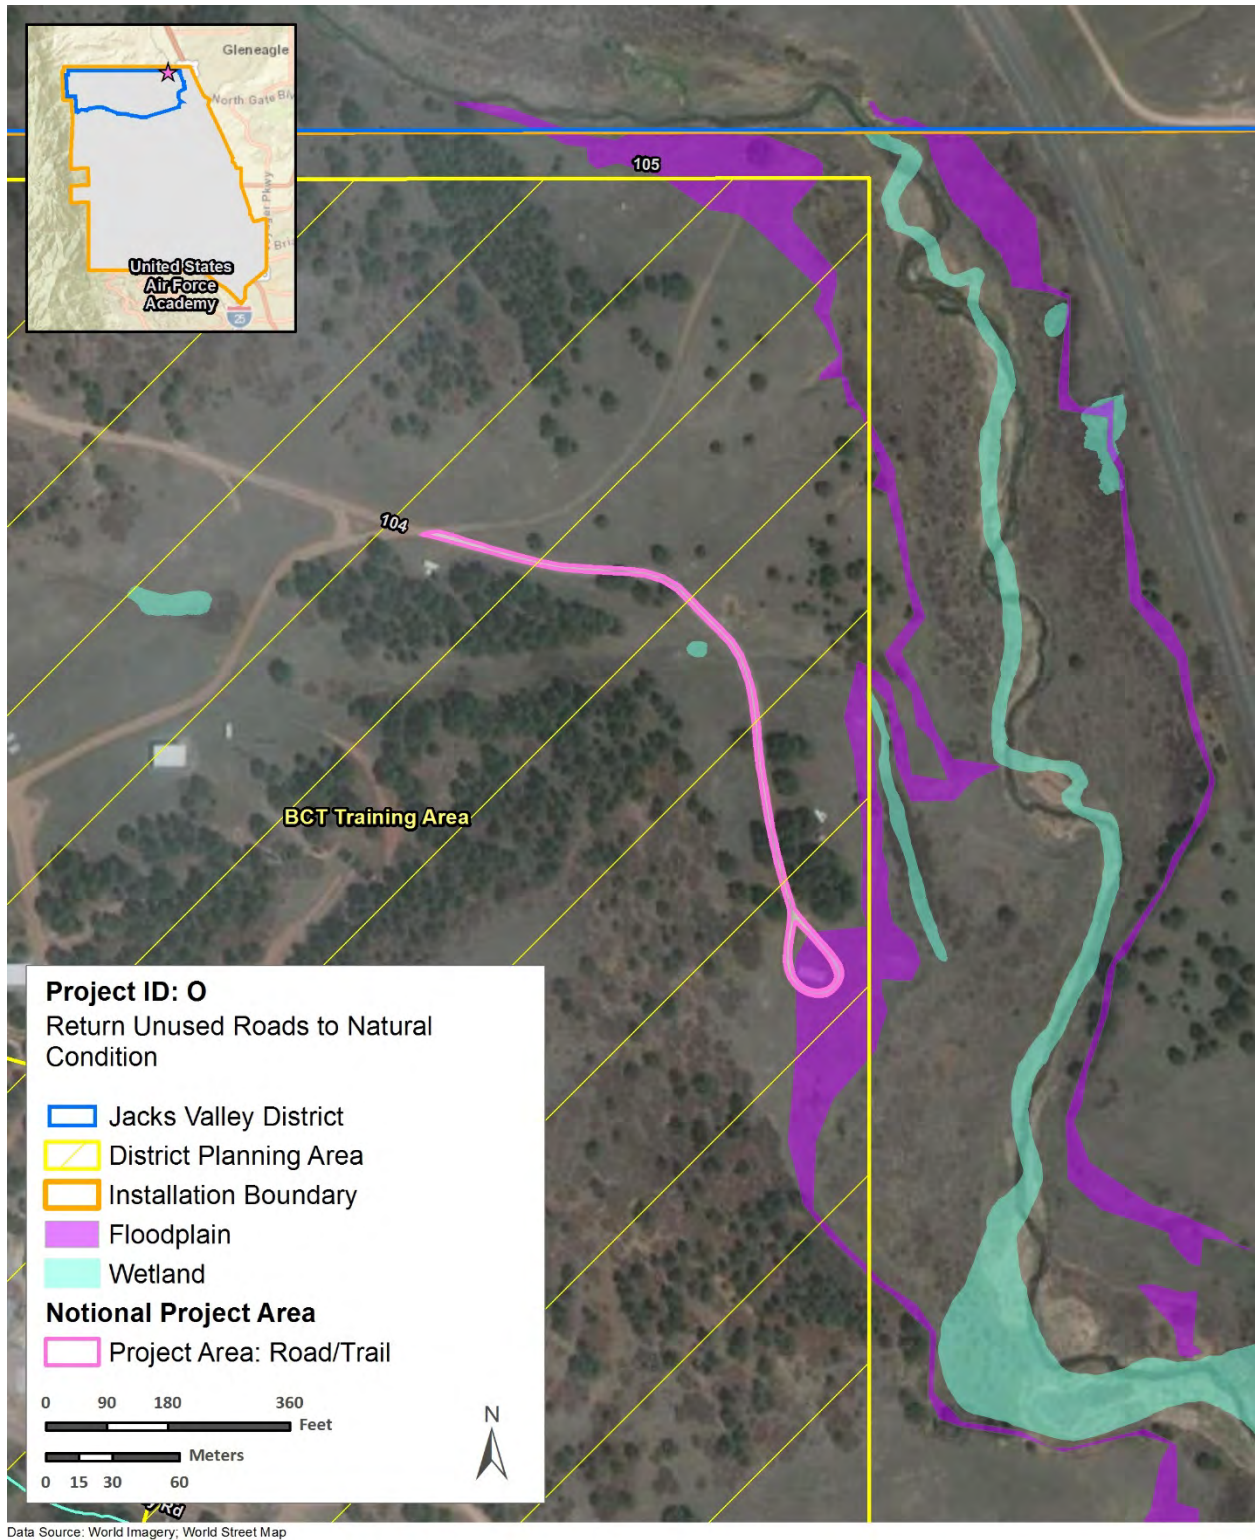 Gleneagle
North Gate Bl
Pkwy
Bria
United States
Air Force
Academy
25
105
104
BCT Training Area
Project ID: O
Return Unused Roads to Natural
Condition
Jacks Valley District
District Planning Area
Installation Boundary
Floodplain
Wetland
Notional Project Area
Project Area: Road/Trail
0 90 180 360
Feet
Meters
0 15 30 60
N
Rd
Data Source: World Imagery; World Street Map